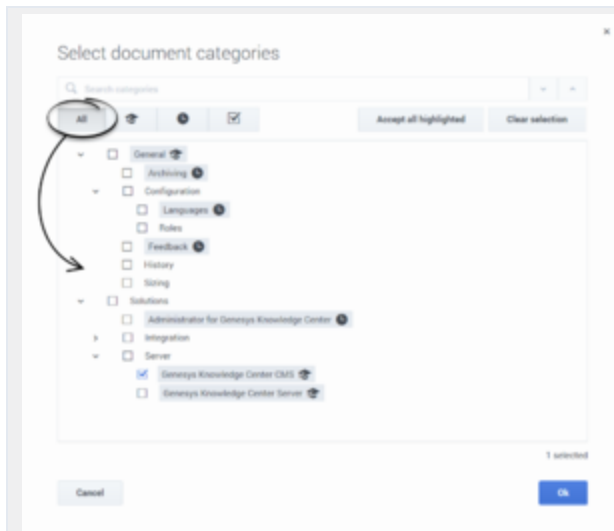 Select document categories
Search categories
All
Accept all highlighted
Clear selection
General
Archiving
Configuration
Languages
Roles
Feedback
History
Sizing
Solutions
Administrator for Genesys Knowledge Center
Integration
Server
Genesys Knowledge Center CMS
Genesys Knowledge Center Server
1 selected
Cancel
Ok